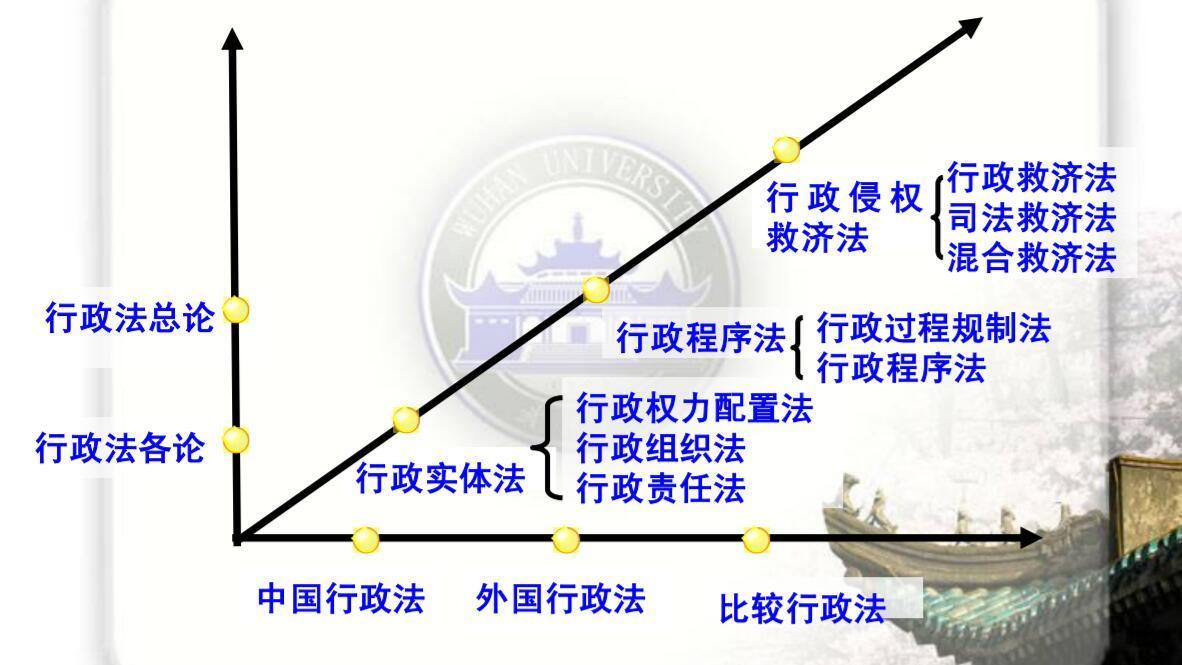 WUHAN UNIVERSITY
行政侵权
救济法
行政救济法
司法救济法
混合救济法
行政法总论
行政程序法
行政过程规制法
行政程序法
行政法各论
行政实体法
行政权力配置法
行政组织法
行政责任法
中国行政法
外国行政法
比较行政法